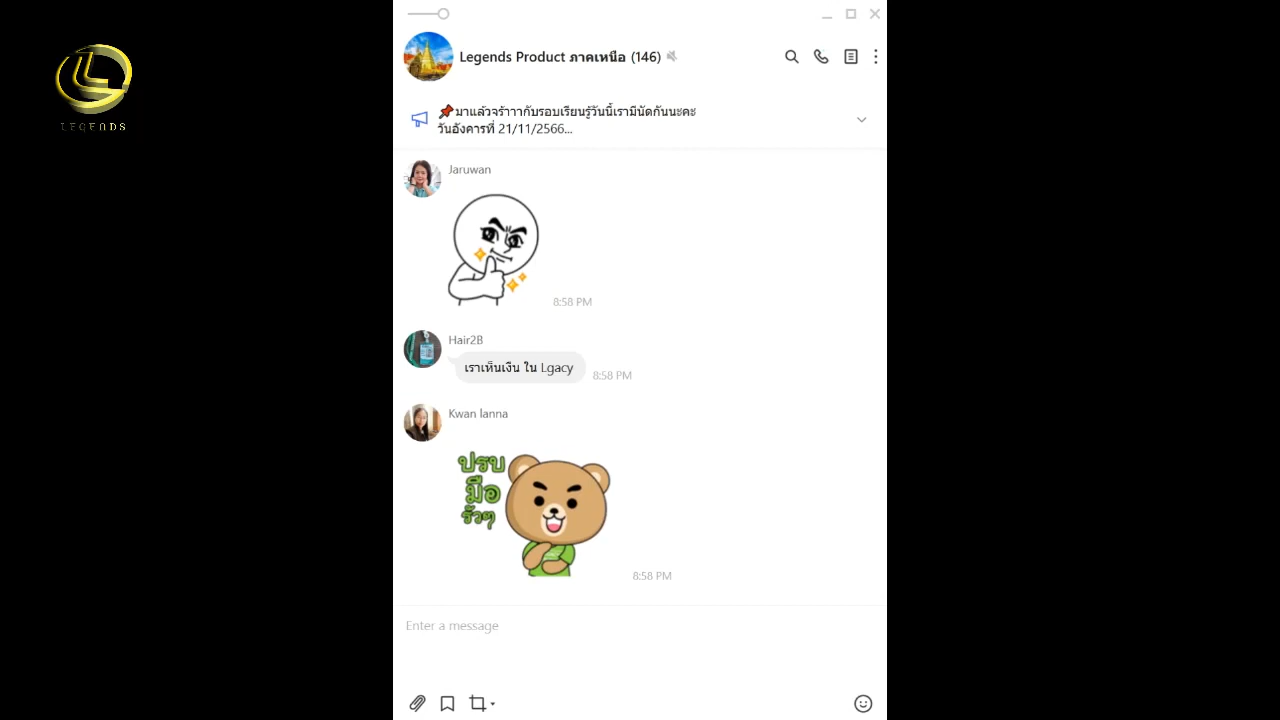 LEGENDS
Legends Product ภาคเหนือ (146)
📌มาแล้วจร้าาากับรอบเรียนรู้วันนี้เรามีนัดกันนะคะ
วันอังคารที่ 21/11/2566...
Jaruwan
8:58 PM
Hair2B
เราเห็นเงิน ใน Lgacy
8:58 PM
Kwan lanna
ปรบ
มือ
รัวๆ
8:58 PM
Enter a message